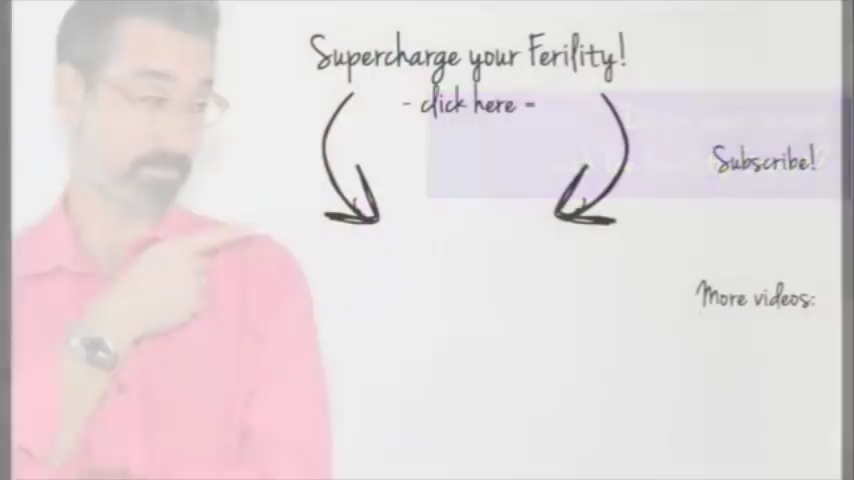 Supercharge your Ferility!
- click here -
Subscribe!
More videos: